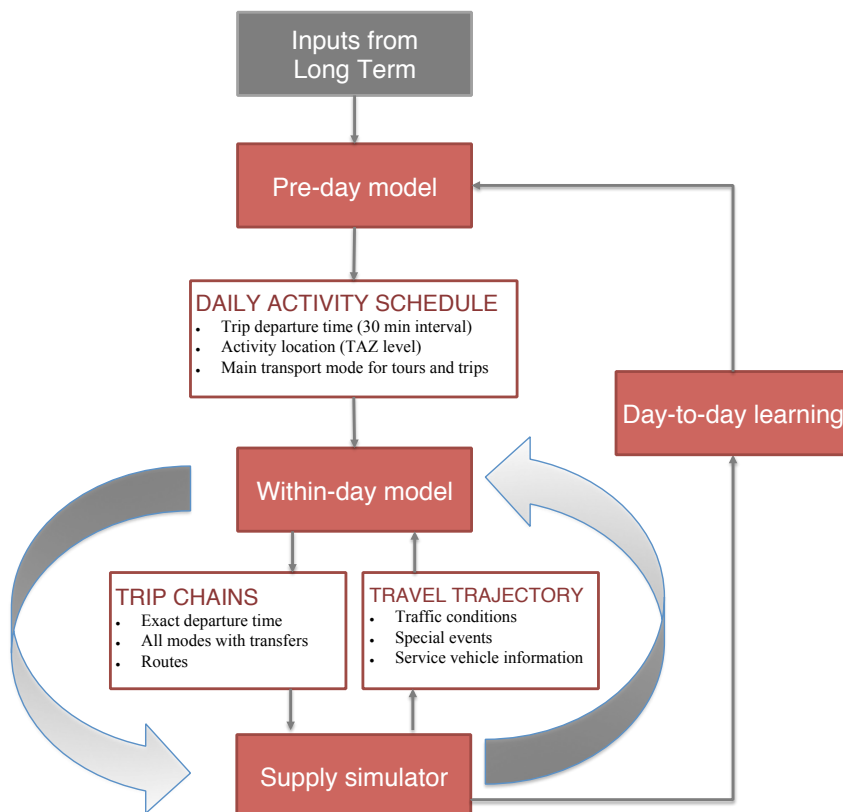 Inputs from
Long Term
Pre-day model
DAILY ACTIVITY SCHEDULE
• Trip departure time (30 min interval)
• Activity location (TAZ level)
• Main transport mode for tours and trips
Day-to-day learning
Within-day model
TRIP CHAINS
• Exact departure time
• All modes with transfers
• Routes
TRAVEL TRAJECTORY
• Traffic conditions
• Special events
• Service vehicle information
Supply simulator